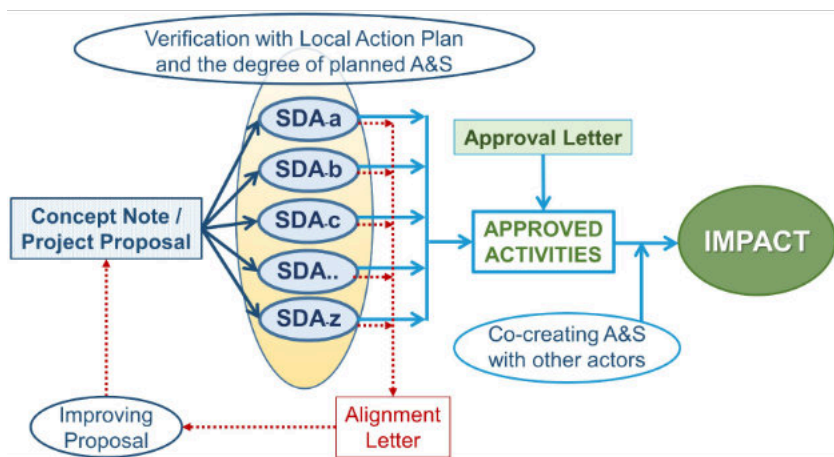 Verification with Local Action Plan
and the degree of planned A&S
SDA-a
SDA-b
SDA-c
SDA..
SDA-z
Concept Note /
Project Proposal
Approval Letter
APPROVED
ACTIVITIES
IMPACT
Co-creating A&S
with other actors
Improving
Proposal
Alignment
Letter